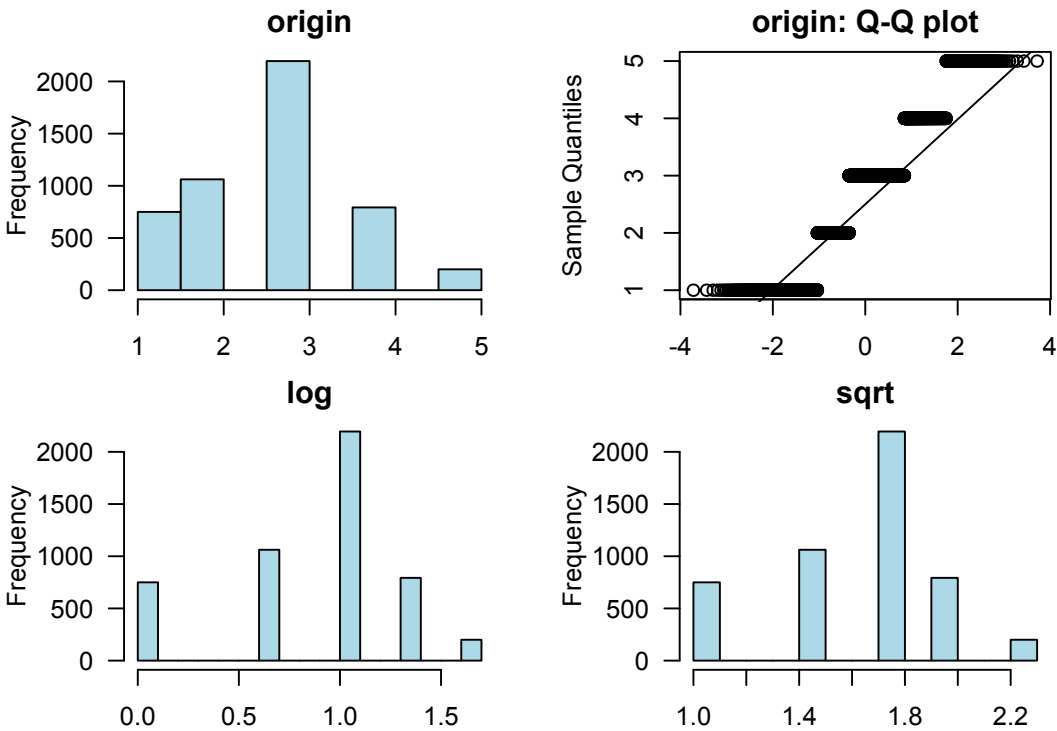 origin
Frequency
2000
1500
1000
500
0
1 2 3 4 5
origin: Q-Q plot
Sample Quantiles
5
4
3
2
1
-4 -2 0 2 4
log
Frequency
2000
1500
1000
500
0
0.0 0.5 1.0 1.5
sqrt
Frequency
2000
1500
1000
500
0
1.0 1.4 1.8 2.2